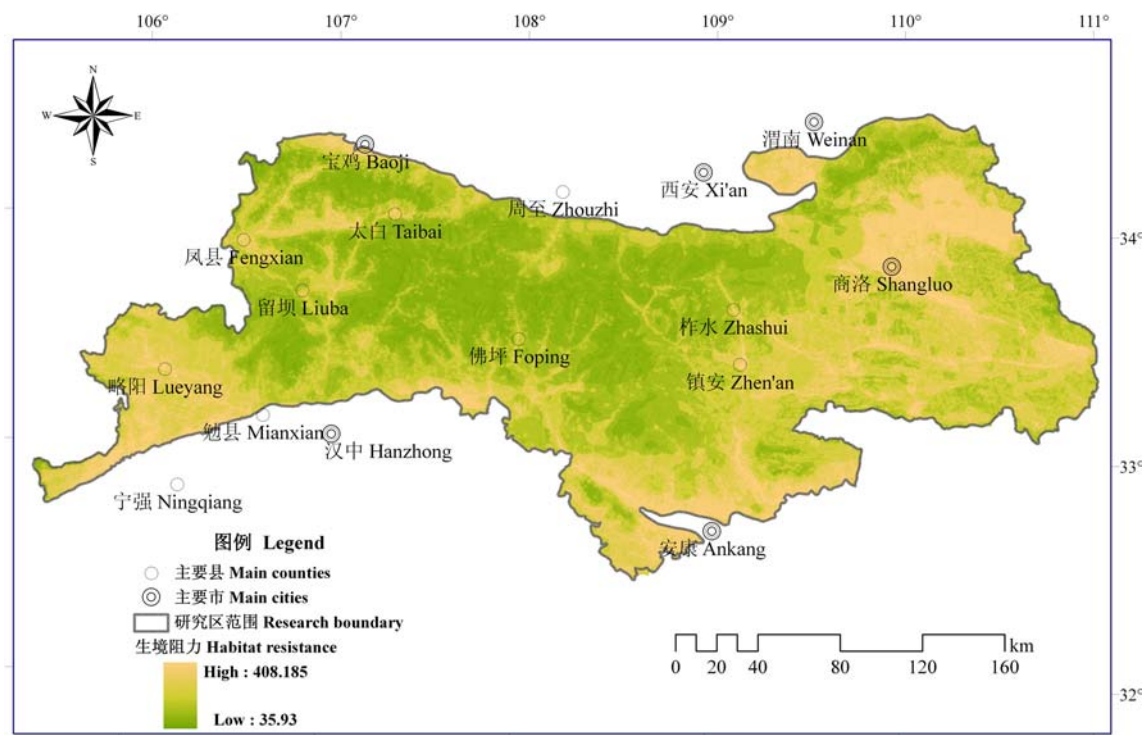 106° 107° 108° 109° 110° 111°
N
W E
S
渭南 Weinan
宝鸡 Baoji
西安 Xi'an
周至 Zhouzhi
太白 Taibai
34°
凤县 Fengxian
商洛 Shangluo
留坝 Liuba
柞水 Zhashui
佛坪 Foping
镇安 Zhen'an
略阳 Lueyang
勉县 Mianxian
汉中 Hanzhong
33°
宁强 Ningqiang
安康 Ankang
图例 Legend
主要县 Main counties
主要市 Main cities
研究区范围 Research boundary
生境阻力 Habitat resistance
High : 408.185
Low : 35.93
km
0 20 40 80 120 160
32°